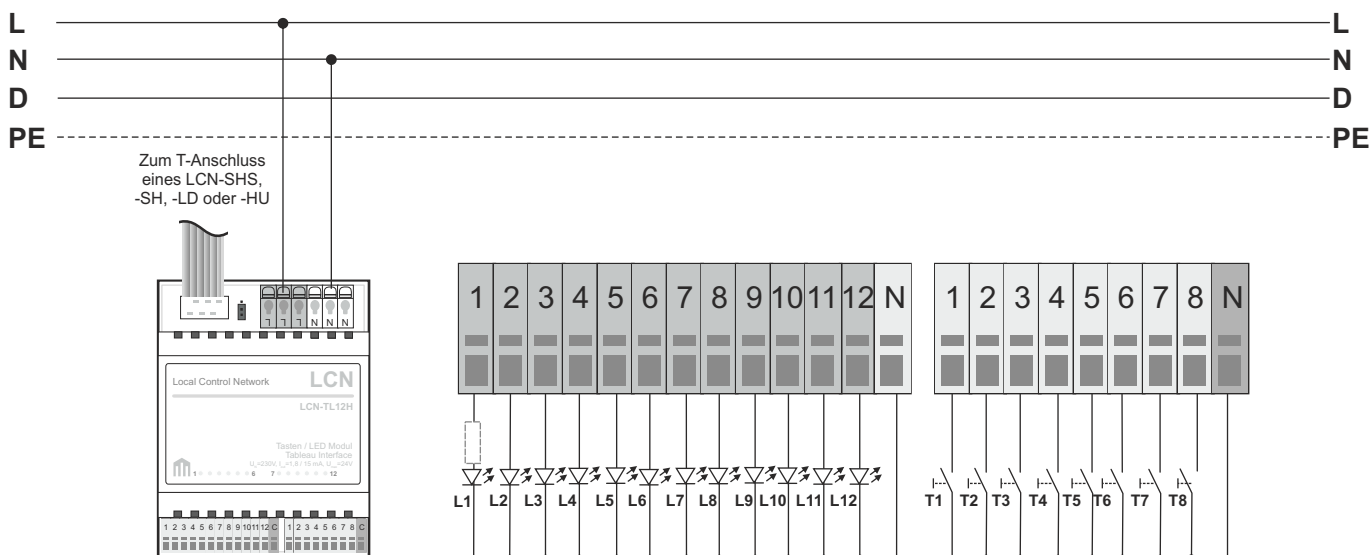 L L
N N
D D
PE PE
Zum T-Anschluss
eines LCN-SHS,
-SH, -LD oder -HU
1 2 3 4 5 6 7 8 9 10 11 12 N 1 2 3 4 5 6 7 8 N
L L L N N N
Local Control Network LCN
LCN-TL12H
Tasten / LED Modul
Tableau Interface
1 6 7 12
L1 L2 L3 L4 L5 L6 L7 L8 L9 L10 L11 L12 T1 T2 T3 T4 T5 T6 T7 T8
1 2 3 4 5 6 7 8 9 10 11 12 C 1 2 3 4 5 6 7 8 C